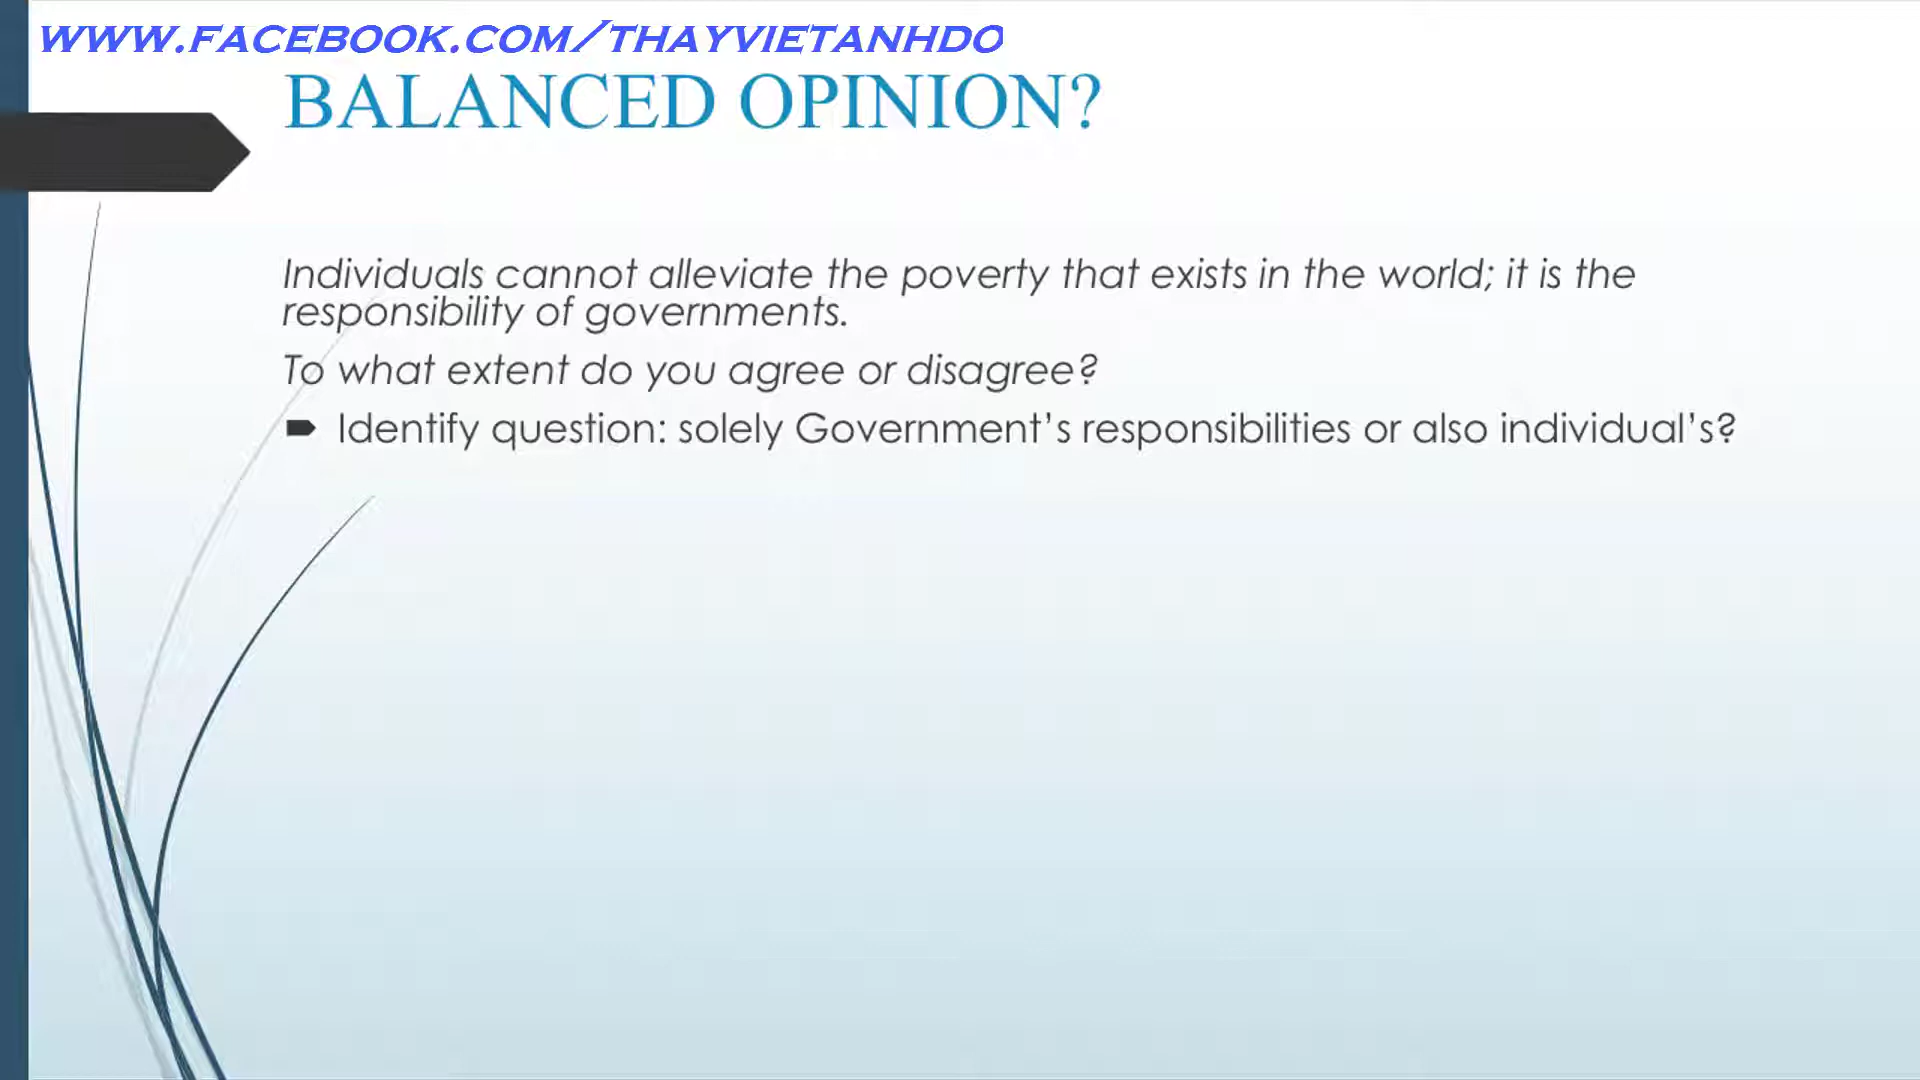 WWW.FACEBOOK.COM/THAYVIETANHDO
BALANCED OPINION?
Individuals cannot alleviate the poverty that exists in the world; it is the
responsibility of governments.
To what extent do you agree or disagree?
Identify question: solely Government’s responsibilities or also individual’s?